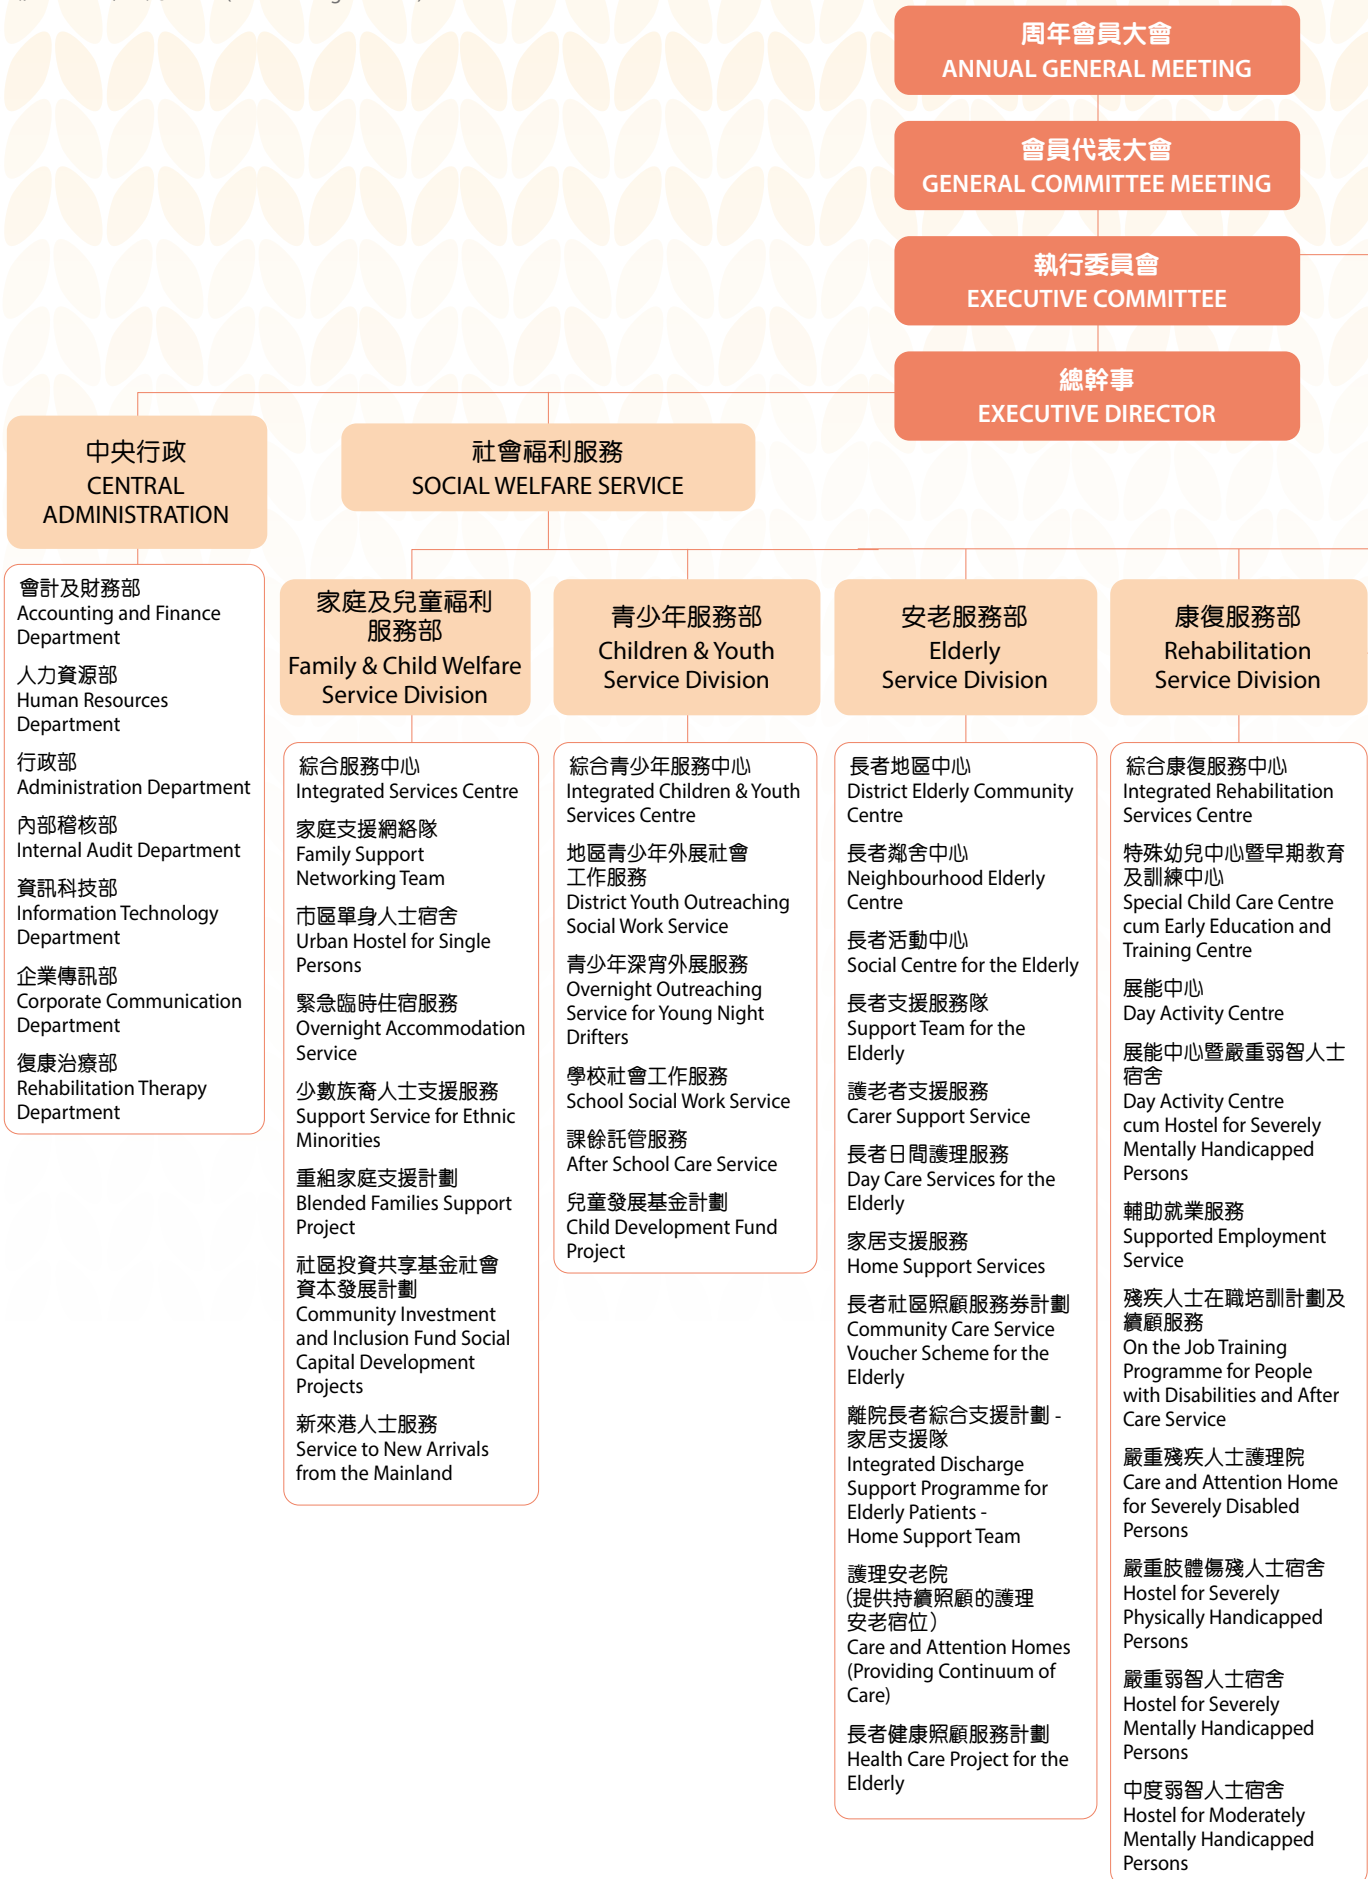 周年會員大會
ANNUAL GENERAL MEETING
會員代表大會
GENERAL COMMITTEE MEETING
執行委員會
EXECUTIVE COMMITTEE
總幹事
EXECUTIVE DIRECTOR
中央行政
CENTRAL
ADMINISTRATION
會計及財務部
Accounting and Finance
Department
人力資源部
Human Resources
Department
行政部
Administration Department
內部稽核部
Internal Audit Department
資訊科技部
Information Technology
Department
企業傳訊部
Corporate Communication
Department
復康治療部
Rehabilitation Therapy
Department
社會福利服務
SOCIAL WELFARE SERVICE
家庭及兒童福利
服務部
Family & Child Welfare
Service Division
綜合服務中心
Integrated Services Centre
家庭支援網絡隊
Family Support
Networking Team
市區單身人士宿舍
Urban Hostel for Single
Persons
緊急臨時住宿服務
Overnight Accommodation
Service
少數族裔人士支援服務
Support Service for Ethnic
Minorities
重組家庭支援計劃
Blended Families Support
Project
社區投資共享基金社會
資本發展計劃
Community Investment
and Inclusion Fund Social
Capital Development
Projects
新來港人士服務
Service to New Arrivals
from the Mainland
青少年服務部
Children & Youth
Service Division
綜合青少年服務中心
Integrated Children & Youth
Services Centre
地區青少年外展社會
工作服務
District Youth Outreaching
Social Work Service
青少年深宵外展服務
Overnight Outreaching
Service for Young Night
Drifters
學校社會工作服務
School Social Work Service
課餘託管服務
After School Care Service
兒童發展基金計劃
Child Development Fund
Project
安老服務部
Elderly
Service Division
長者地區中心
District Elderly Community
Centre
長者鄰舍中心
Neighbourhood Elderly
Centre
長者活動中心
Social Centre for the Elderly
長者支援服務隊
Support Team for the
Elderly
護老者支援服務
Carer Support Service
長者日間護理服務
Day Care Services for the
Elderly
家居支援服務
Home Support Services
長者社區照顧服務券計劃
Community Care Service
Voucher Scheme for the
Elderly
離院長者綜合支援計劃 -
家居支援隊
Integrated Discharge
Support Programme for
Elderly Patients -
Home Support Team
護理安老院
(提供持續照顧的護理
安老宿位)
Care and Attention Homes
(Providing Continuum of
Care)
長者健康照顧服務計劃
Health Care Project for the
Elderly
康復服務部
Rehabilitation
Service Division
綜合康復服務中心
Integrated Rehabilitation
Services Centre
特殊幼兒中心暨早期教育
及訓練中心
Special Child Care Centre
cum Early Education and
Training Centre
展能中心
Day Activity Centre
展能中心暨嚴重弱智人士
宿舍
Day Activity Centre
cum Hostel for Severely
Mentally Handicapped
Persons
輔助就業服務
Supported Employment
Service
殘疾人士在職培訓計劃及
續顧服務
On the Job Training
Programme for People
with Disabilities and After
Care Service
嚴重殘疾人士護理院
Care and Attention Home
for Severely Disabled
Persons
嚴重肢體傷殘人士宿舍
Hostel for Severely
Physically Handicapped
Persons
嚴重弱智人士宿舍
Hostel for Severely
Mentally Handicapped
Persons
中度弱智人士宿舍
Hostel for Moderately
Mentally Handicapped
Persons